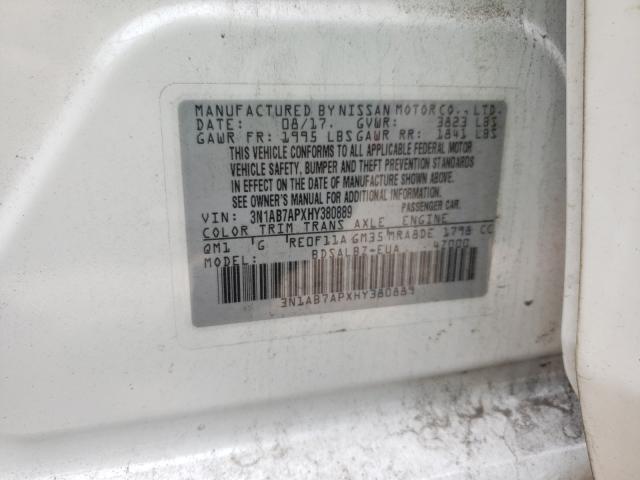 MANUFACTURED BY NISSAN MOTOR CO., LTD.
DATE: 08/17. GVWR: 3823 LBS
GAWR FR: 1995 LBS GAWR RR: 1841 LBS
THIS VEHICLE CONFORMS TO ALL APPLICABLE FEDERAL MOTOR
VEHICLE SAFETY, BUMPER AND THEFT PREVENTION STANDARDS
IN EFFECT ON THE DATE OF MANUFACTURE SHOWN ABOVE.
SEE OWNER'S MANUAL FOR ADDITIONAL INFORMATION
VIN: 3N1AB7APXHY380889 PASSENGER CAR.
COLOR TRIM TRANS AXLE ENGINE
QM1 G RE0F11A GM35 MRA8DE 1798 CC
MODEL: BDSALBZ-EUA 47000
3N1AB7APXHY380889